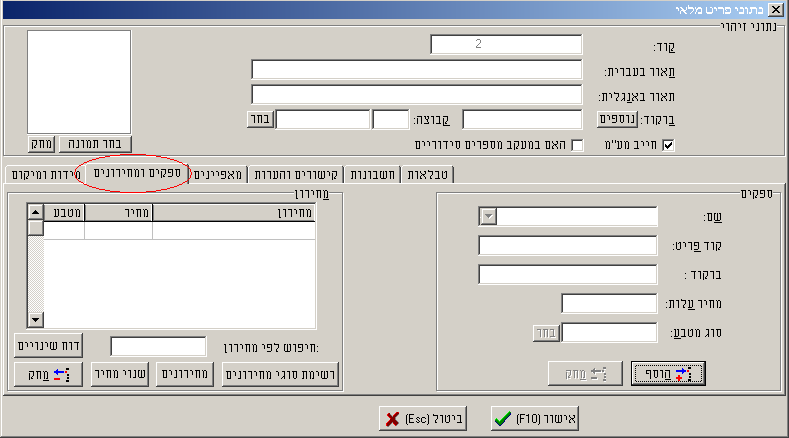 נתוני פריט מלאי
נתוני זיהוי
קוד: 2
תאור בעברית:
תאור באנגלית:
ברקוד: נוספים קבוצה: בחר
חייב מע"מ האם במעקב מספרים סידוריים
בחר תמונה מחק
טבלאות חשבונות קישורים והערות מאפיינים ספקים ומחירונים מידות ומיקום
ספקים
שם:
קוד פריט:
ברקוד :
מחיר עלות:
סוג מטבע: בחר
הוסף מחק
מחירון
מחירון מחיר מטבע
חיפוש לפי מחירון: דוח שינויים
רשימת סוגי מחירונים מחירונים שנוי מחיר מחק
אישור (F10) ביטול (Esc)